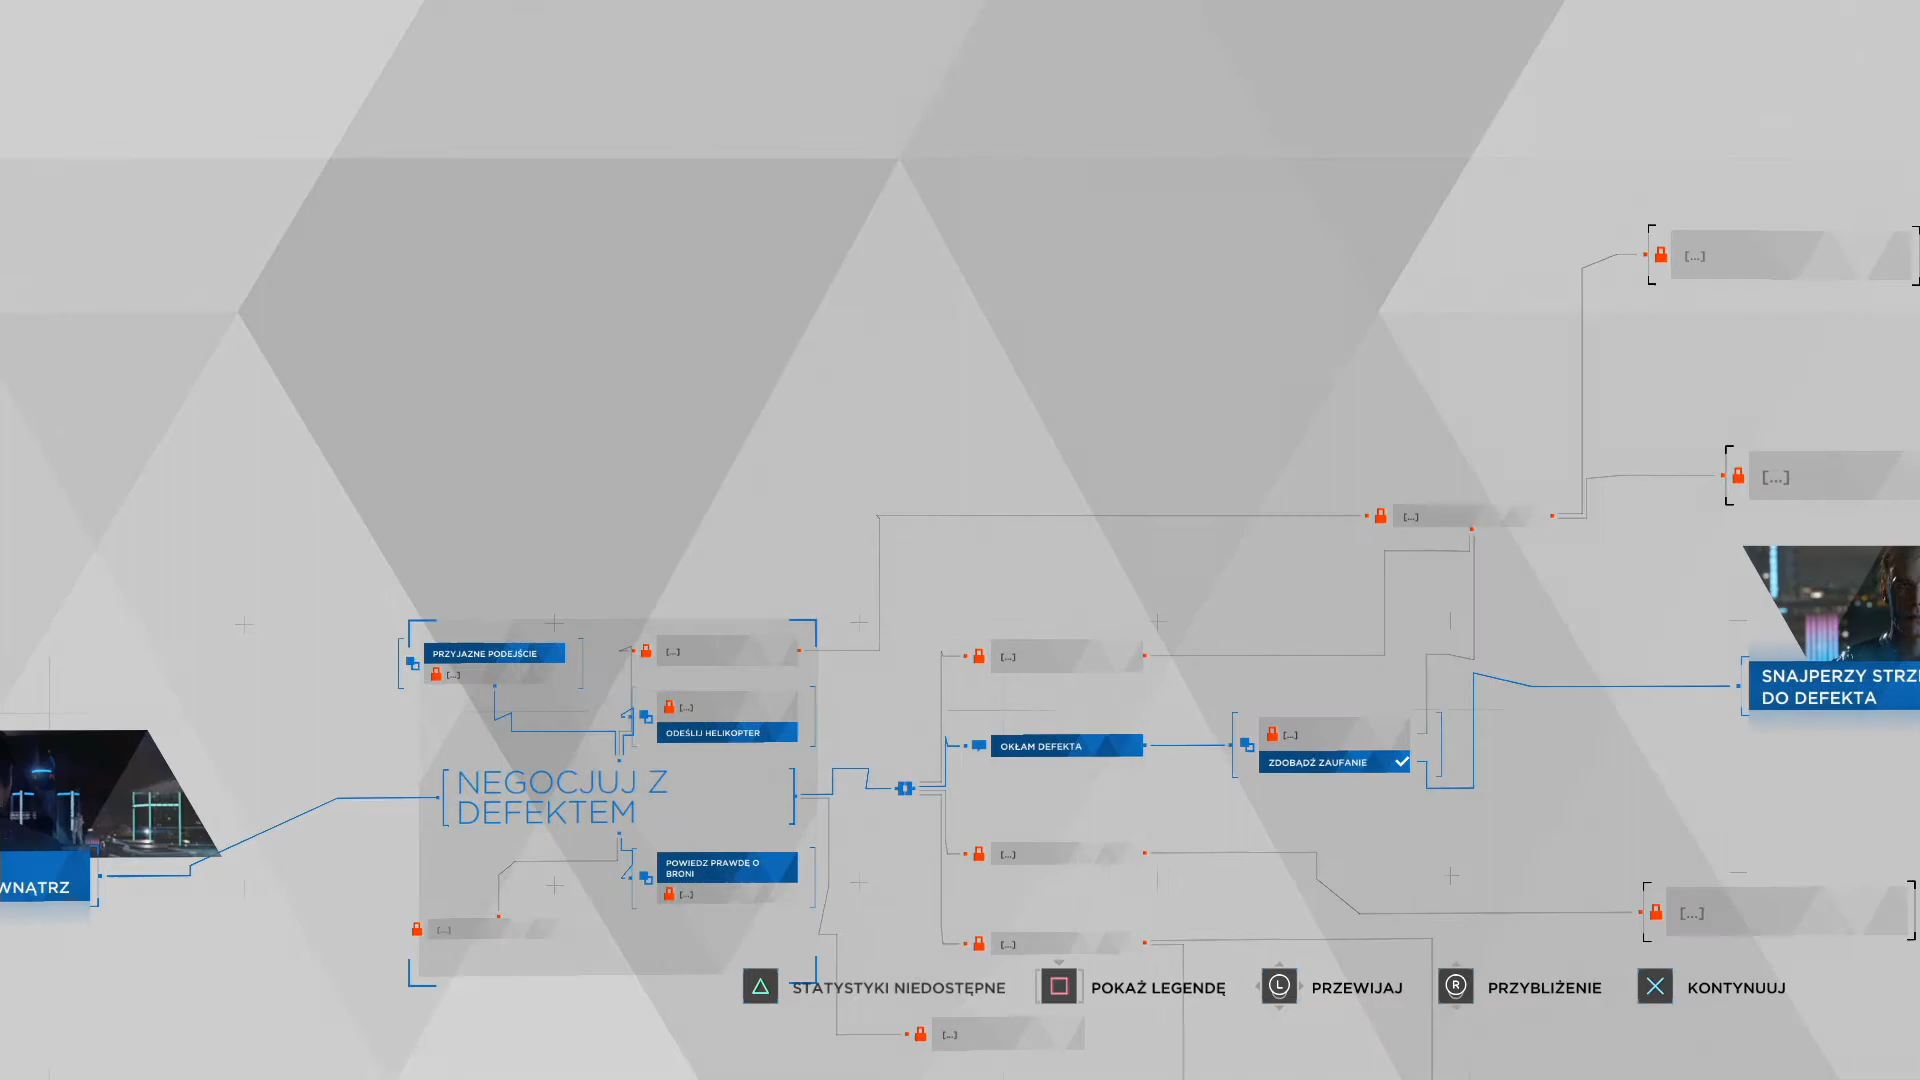 [...]
[...]
[...]
PRZYJAZNE PODEJŚCIE
[...]
[...]
[...]
ODEŚLIJ HELIKOPTER
[...]
SNAJPERZY STRZE
DO DEFEKTA
[...]
OKŁAM DEFEKTA
ZDOBĄDŹ ZAUFANIE
NEGOCJUJ Z
DEFEKTEM
POWIEDZ PRAWDĘ O
BRONI
[...]
[...]
WNĄTRZ
[...]
[...]
[...]
STATYSTYKI NIEDOSTĘPNE
POKAŻ LEGENDĘ
L
PRZEWIJAJ
R
PRZYBLIŻENIE
KONTYNUUJ
[...]